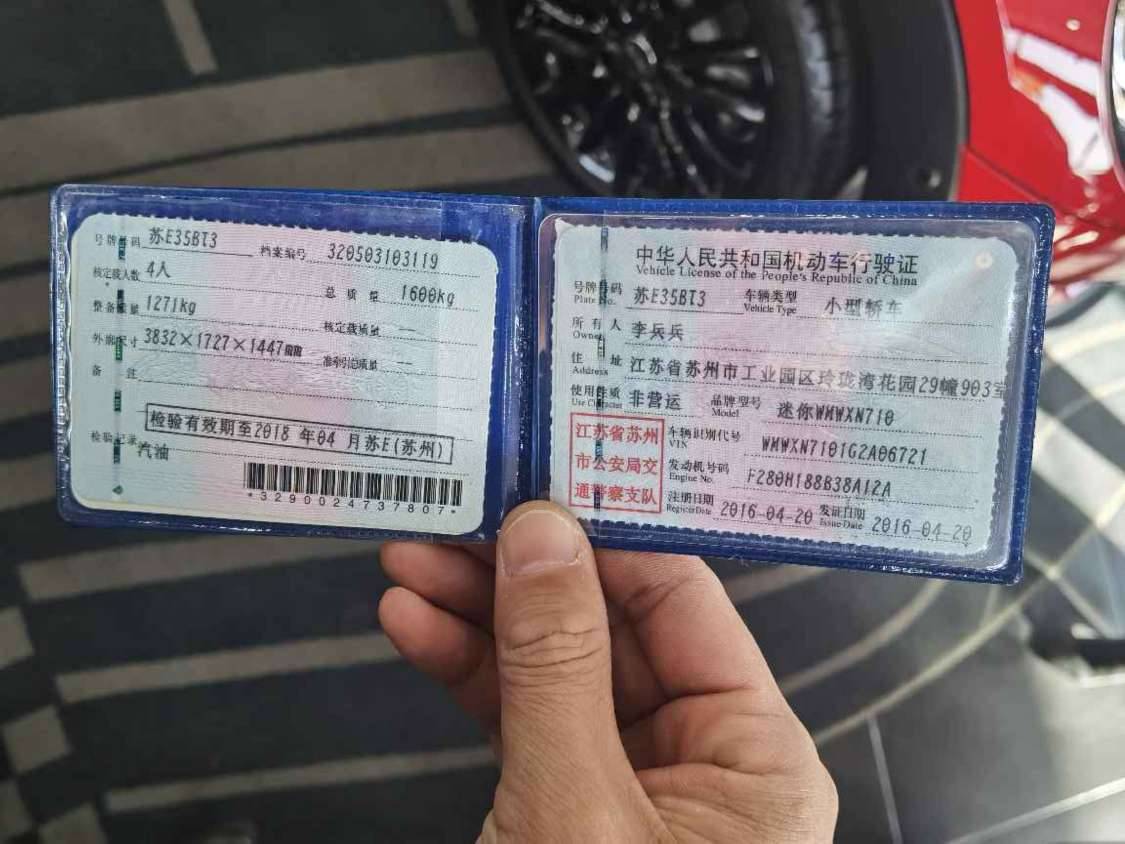 号牌号码 苏E35BT3 档案编号 320503103119
核定载人数 4人 总质量 1600kg
整备质量 1271kg 核定载质量 —
外廓尺寸 3832×1727×1447mm 准牵引总质量 —
备注
检验有效期至2018年04月苏E(苏州)
检验记录 汽油
*3290024737807*
中华人民共和国机动车行驶证
Vehicle License of the People's Republic of China
号牌号码 苏E35BT3 车辆类型 小型轿车
Plate No. Vehicle Type
所有人 李兵兵
Owner
住址 江苏省苏州市工业园区玲珑湾花园29幢903室
Address
使用性质 非营运 品牌型号 迷你WMWXN710
Use Character Model
江苏省苏州
市公安局交
通警察支队
车辆识别代号 WMWXN710TG2A06721
VIN
发动机号码 F280H188B38A12A
Engine No.
注册日期 2016-04-20 发证日期 2016-04-20
Register Date Issue Date